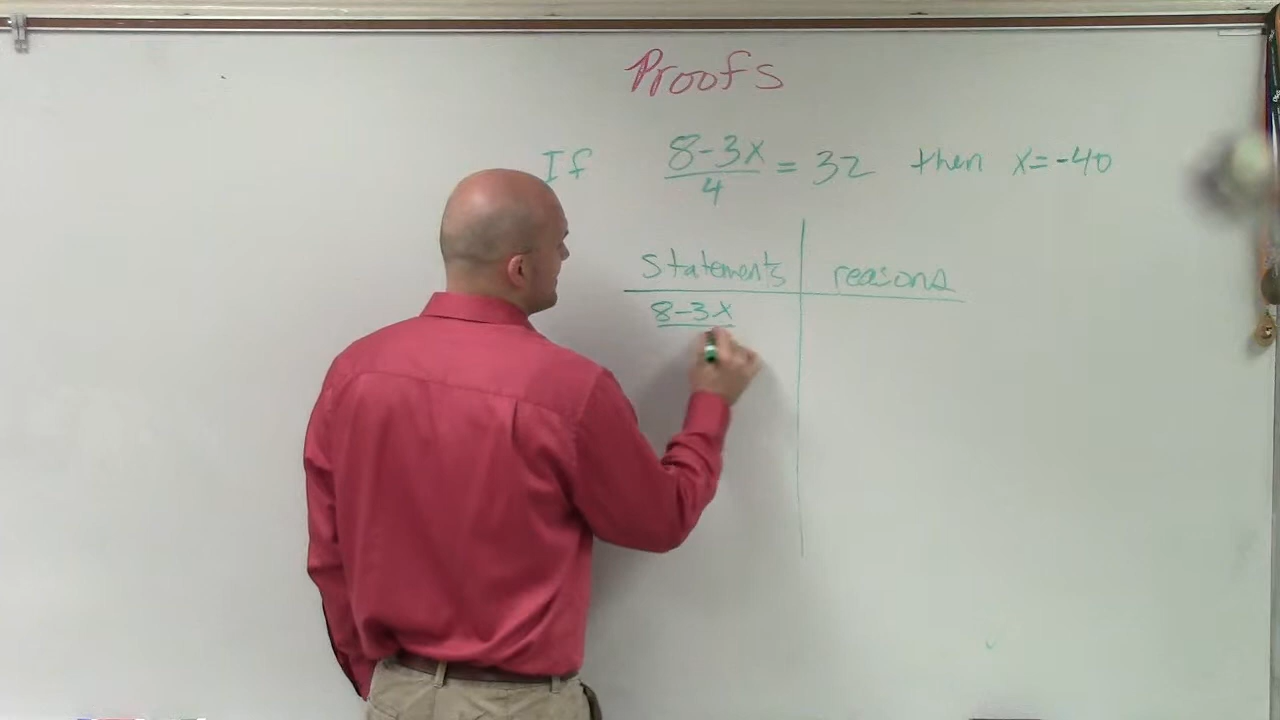 Proofs
If 8-3x/4 = 32 then x=-40
Statements reasons
8-3x